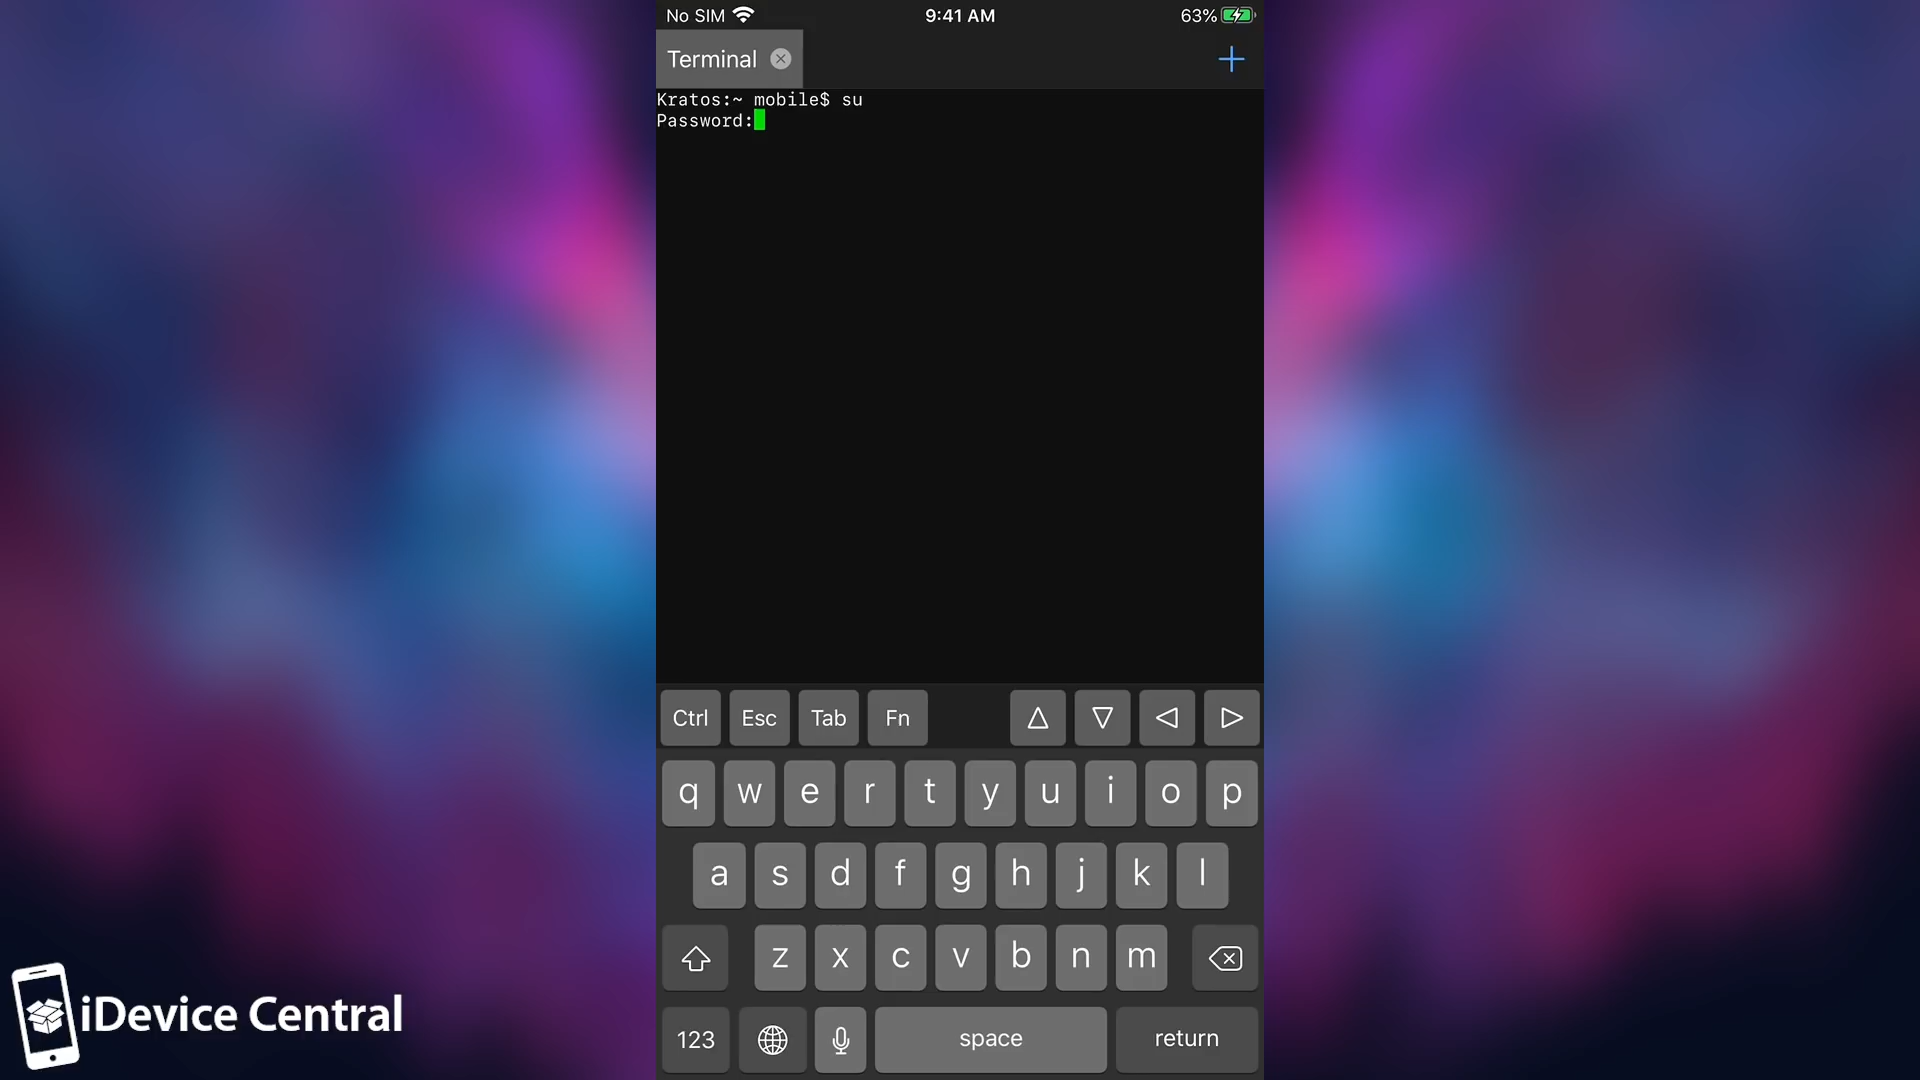 No SIM 9:41 AM 63%
Terminal
Kratos:~ mobile$ su
Password:
Ctrl Esc Tab Fn
q w e r t y u i o p
a s d f g h j k l
z x c v b n m
123 space return
iDevice Central